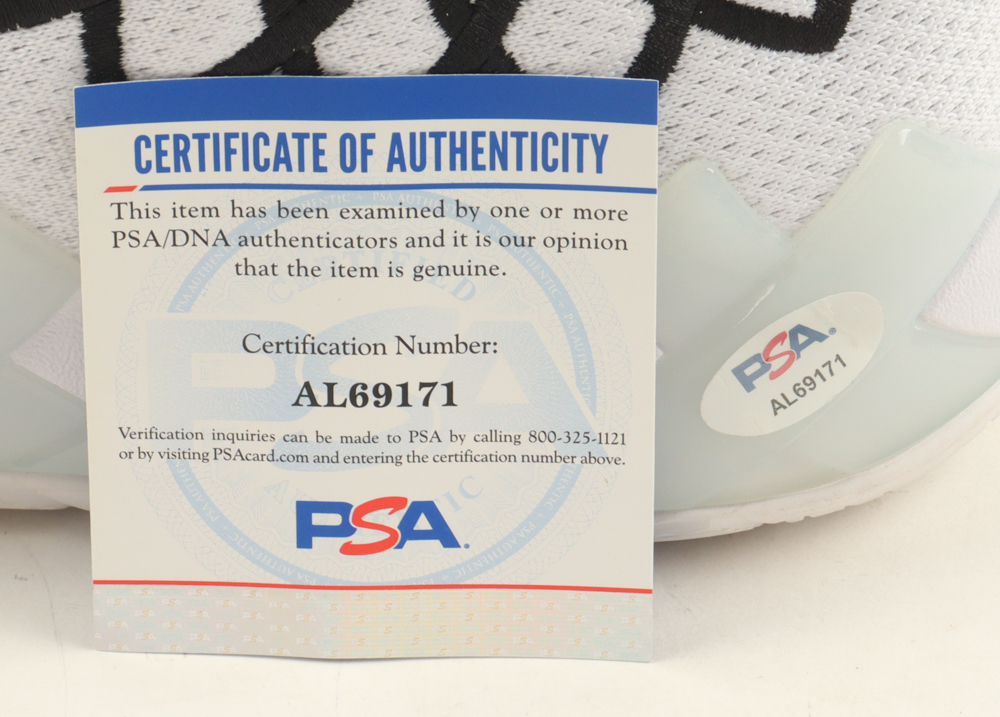 CERTIFICATE OF AUTHENTICITY
This item has been examined by one or more
PSA/DNA authenticators and it is our opinion
that the item is genuine.
CERTIFIED
PSA
Certification Number:
AL69171
Verification inquiries can be made to PSA by calling 800-325-1121
or by visiting PSAcard.com and entering the certification number above.
PSA.
PSA.
AL69171